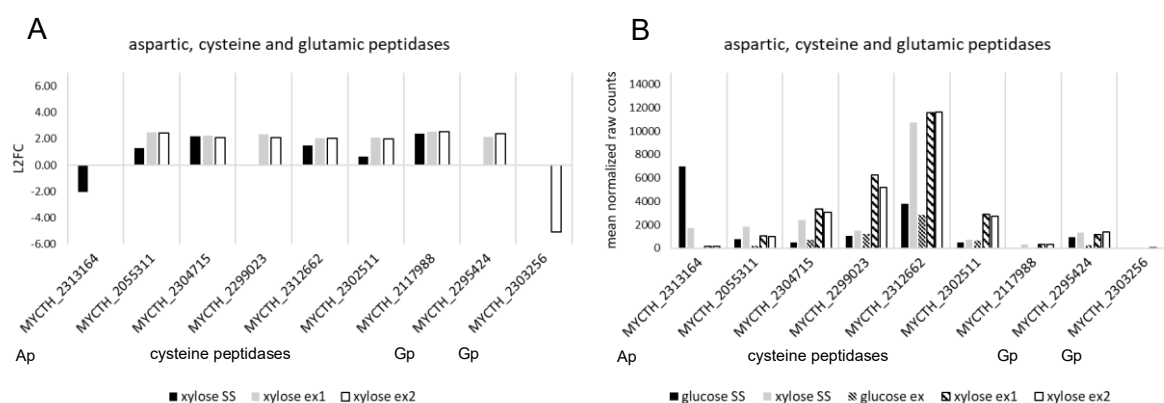 A
aspartic, cysteine and glutamic peptidases
6.00
4.00
2.00
0.00
-2.00
-4.00
-6.00
L2FC
MYCTH_2313164
MYCTH_2055311
MYCTH_2304715
MYCTH_2299023
MYCTH_2312662
MYCTH_2302511
MYCTH_2117988
MYCTH_2295424
MYCTH_2303256
Ap cysteine peptidases Gp Gp
xylose SS xylose ex1 xylose ex2
B
aspartic, cysteine and glutamic peptidases
14000
12000
10000
8000
6000
4000
2000
0
mean normalized raw counts
MYCTH_2313164
MYCTH_2055311
MYCTH_2304715
MYCTH_2299023
MYCTH_2312662
MYCTH_2302511
MYCTH_2117988
MYCTH_2295424
MYCTH_2303256
Ap cysteine peptidases Gp Gp
glucose SS xylose SS glucose ex xylose ex1 xylose ex2